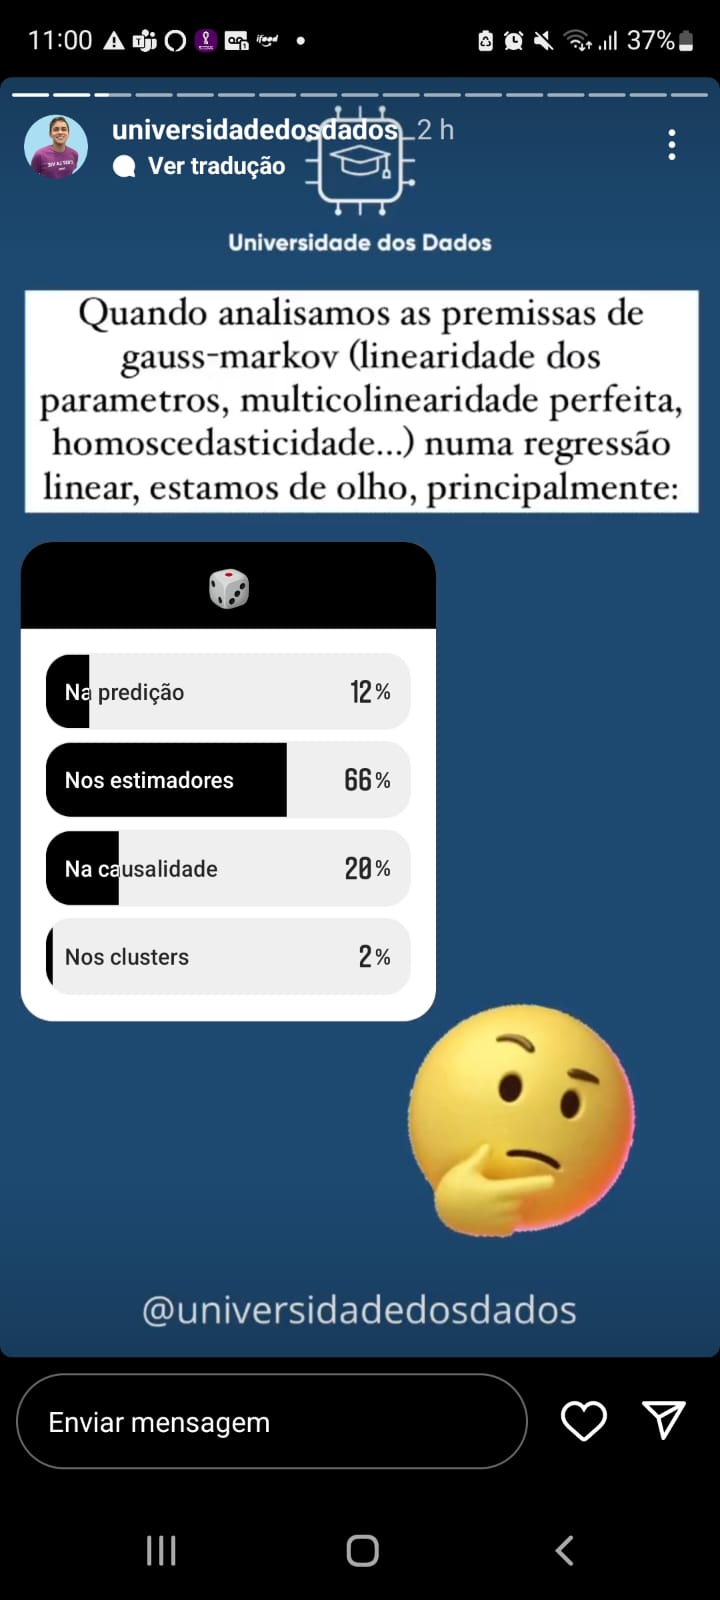 11:00
37%
universidadedosdados 2 h
Ver tradução
Universidade dos Dados
Quando analisamos as premissas de
gauss-markov (linearidade dos
parametros, multicolinearidade perfeita,
homoscedasticidade...) numa regressão
linear, estamos de olho, principalmente:
Na predição 12%
Nos estimadores 66%
Na causalidade 20%
Nos clusters 2%
@universidadedosdados
Enviar mensagem